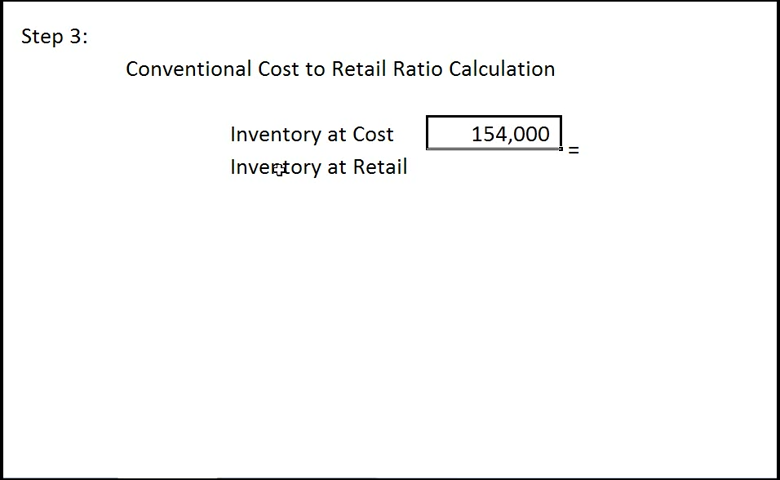 Step 3:
Conventional Cost to Retail Ratio Calculation
Inventory at Cost 154,000
=
Inventory at Retail